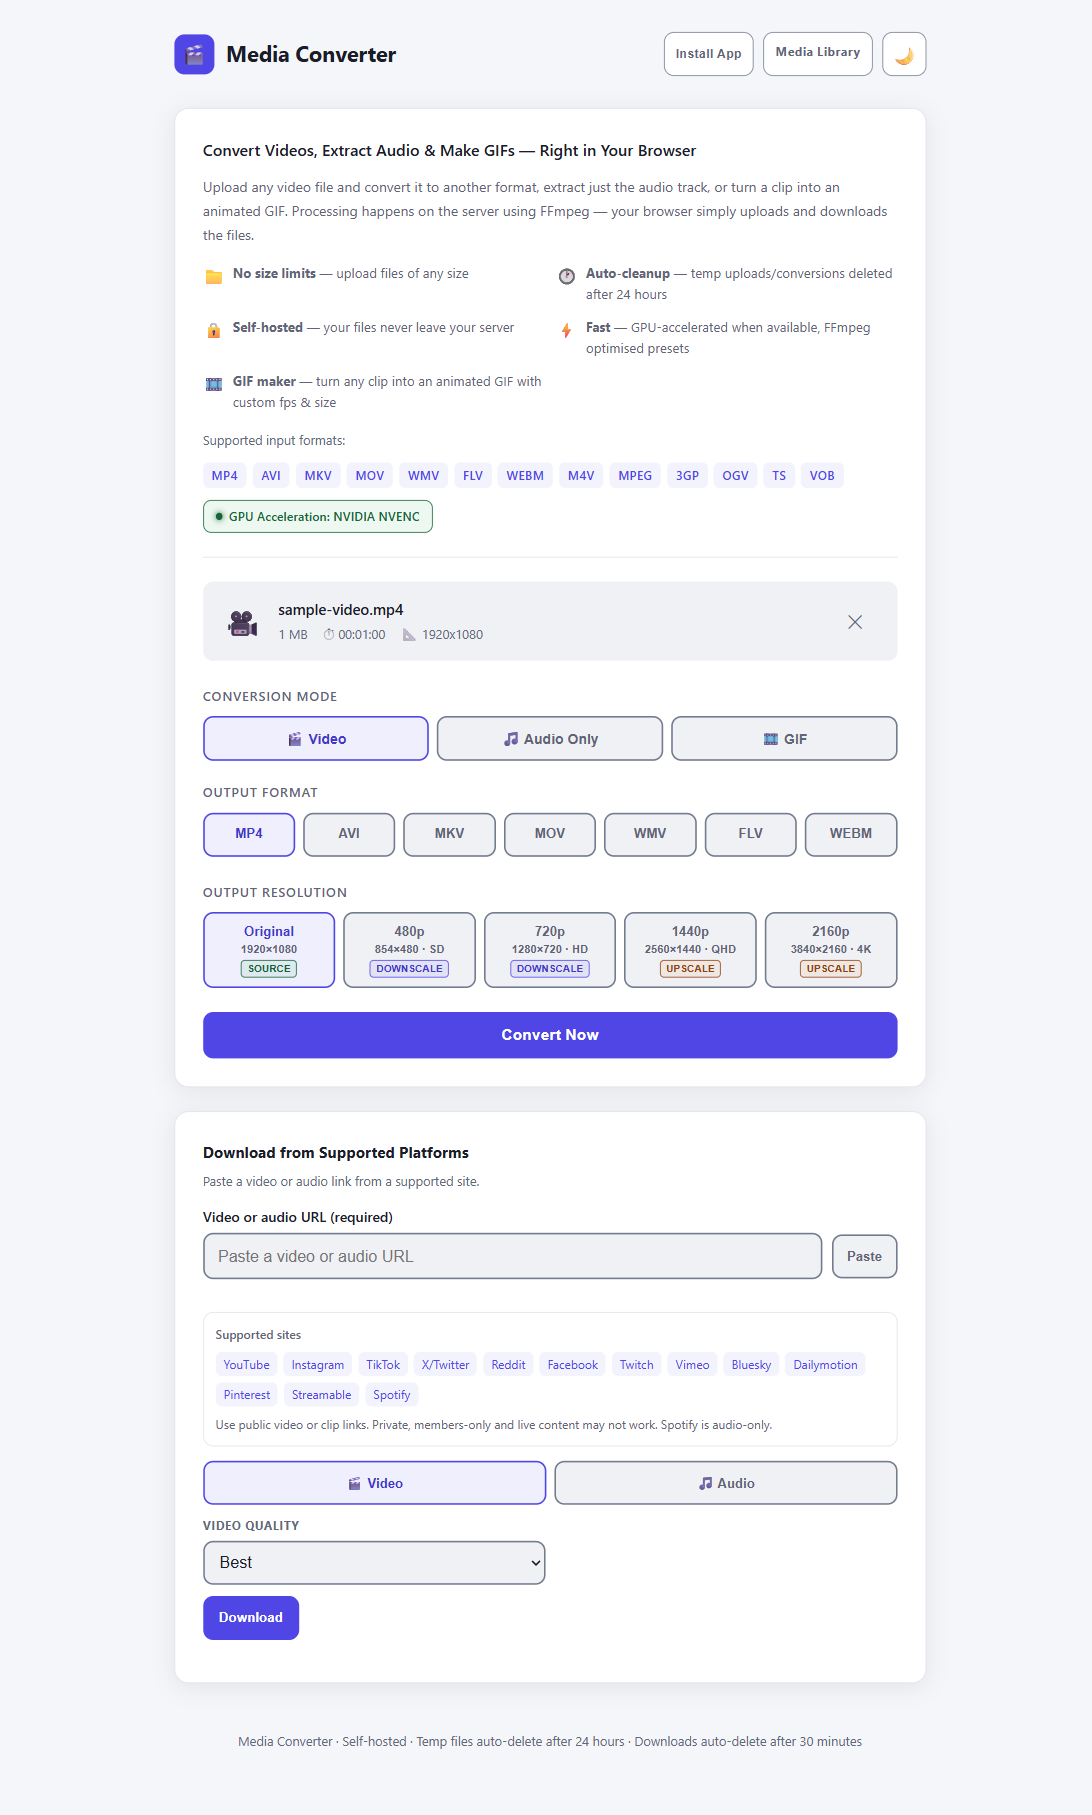 Media Converter
Install App
Media Library
Convert Videos, Extract Audio & Make GIFs — Right in Your Browser
Upload any video file and convert it to another format, extract just the audio track, or turn a clip into an
animated GIF. Processing happens on the server using FFmpeg — your browser simply uploads and downloads
the files.
No size limits — upload files of any size
Auto-cleanup — temp uploads/conversions deleted
after 24 hours
Self-hosted — your files never leave your server
Fast — GPU-accelerated when available, FFmpeg
optimised presets
GIF maker — turn any clip into an animated GIF with
custom fps & size
Supported input formats:
MP4 AVI MKV MOV WMV FLV WEBM M4V MPEG 3GP OGV TS VOB
GPU Acceleration: NVIDIA NVENC
sample-video.mp4
1 MB 00:01:00 1920x1080
CONVERSION MODE
Video Audio Only GIF
OUTPUT FORMAT
MP4 AVI MKV MOV WMV FLV WEBM
OUTPUT RESOLUTION
Original 480p 720p 1440p 2160p
1920×1080 854×480 · SD 1280×720 · HD 2560×1440 · QHD 3840×2160 · 4K
SOURCE DOWNSCALE DOWNSCALE UPSCALE UPSCALE
Convert Now
Download from Supported Platforms
Paste a video or audio link from a supported site.
Video or audio URL (required)
Paste a video or audio URL
Paste
Supported sites
YouTube Instagram TikTok X/Twitter Reddit Facebook Twitch Vimeo Bluesky Dailymotion
Pinterest Streamable Spotify
Use public video or clip links. Private, members-only and live content may not work. Spotify is audio-only.
Video Audio
VIDEO QUALITY
Best
Download
Media Converter · Self-hosted · Temp files auto-delete after 24 hours · Downloads auto-delete after 30 minutes